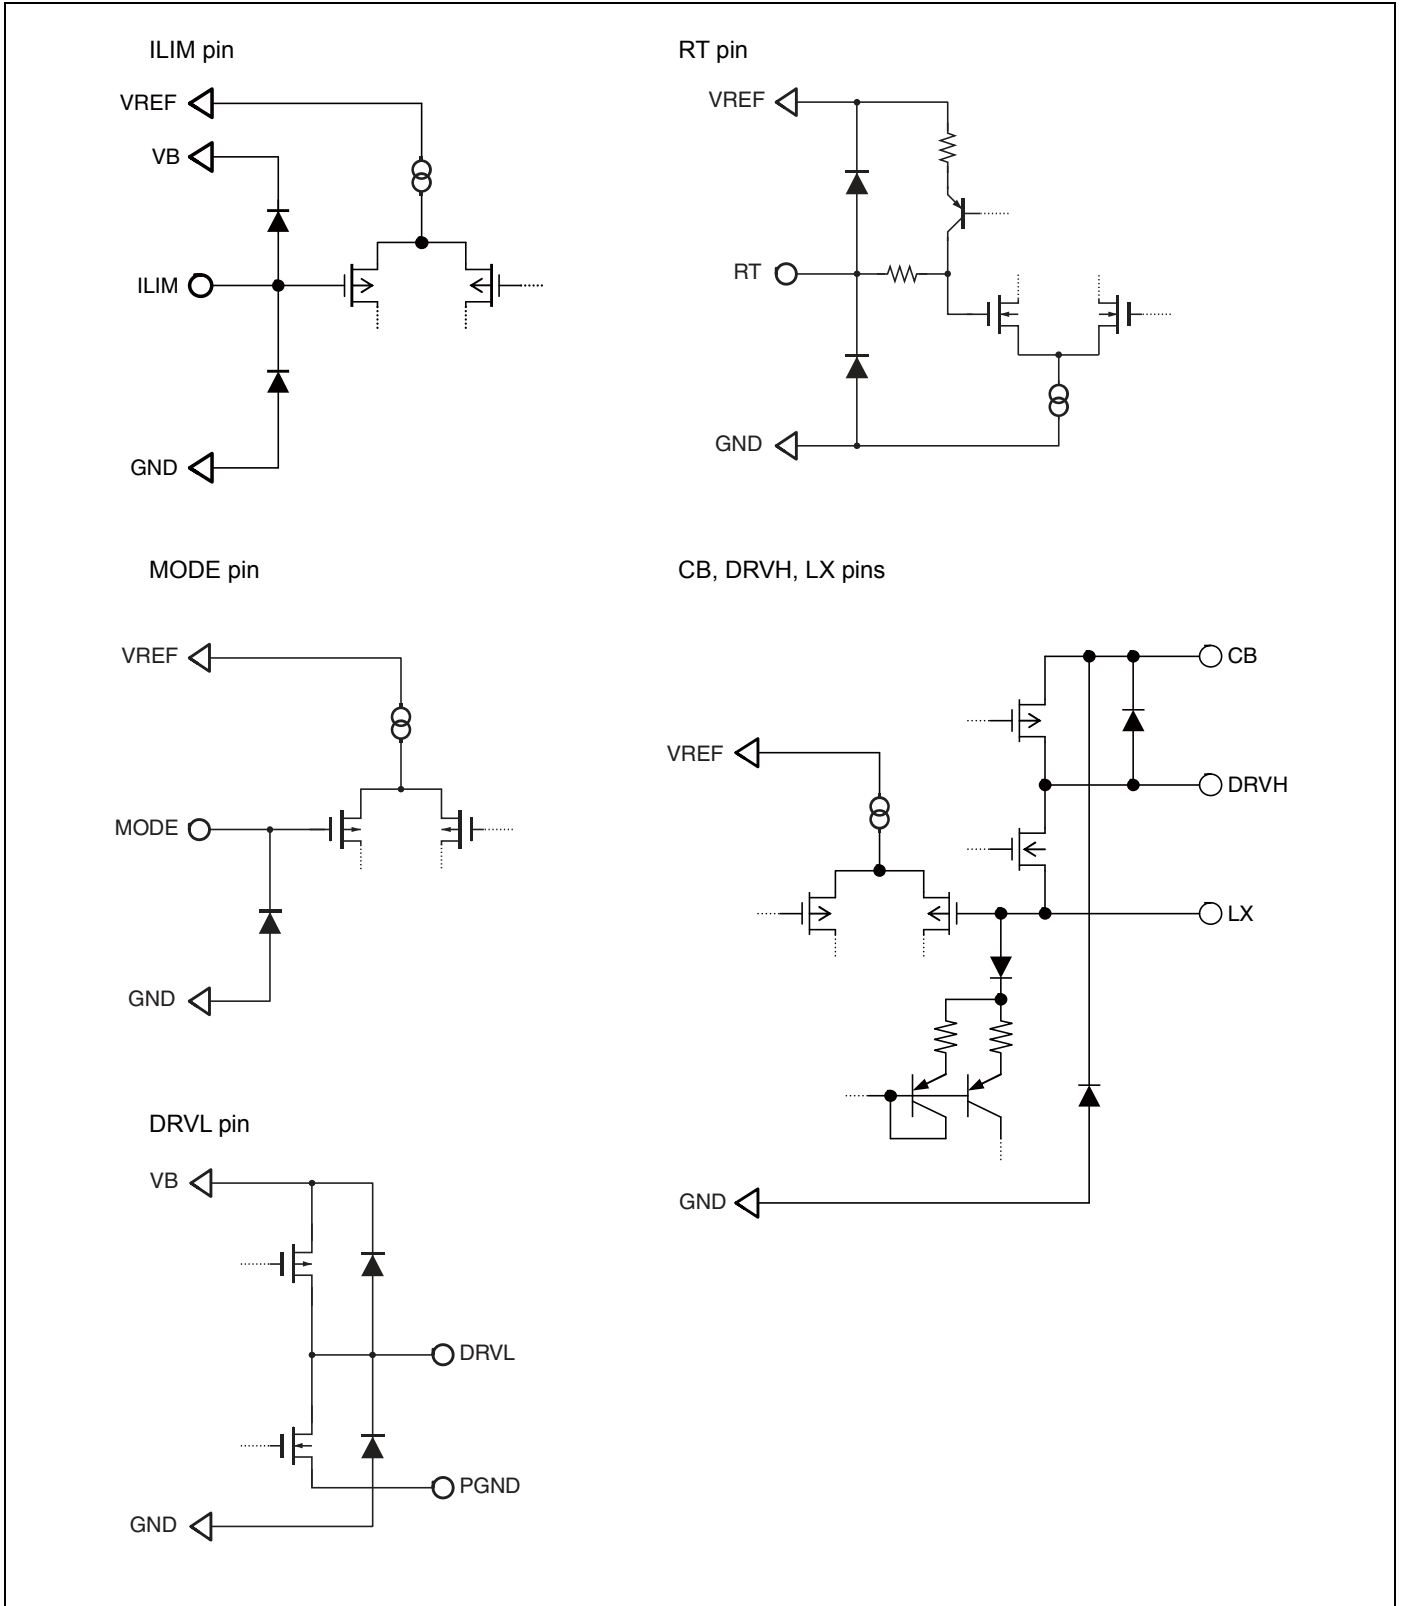 ILIM pin
VREF
VB
ILIM
GND
RT pin
VREF
RT
GND
MODE pin
VREF
MODE
GND
CB, DRVH, LX pins
CB
VREF
DRVH
LX
GND
DRVL pin
VB
DRVL
PGND
GND